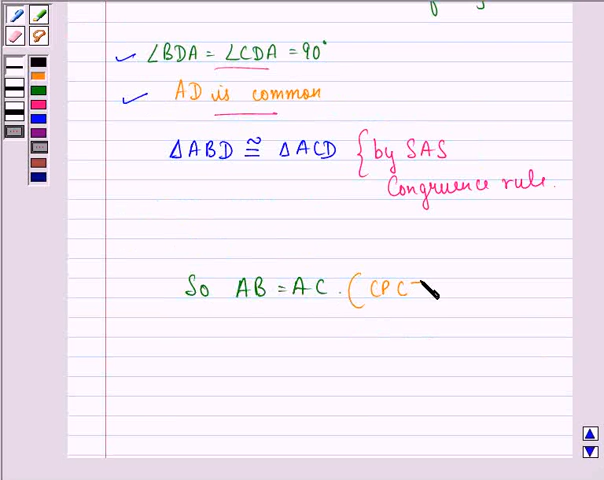 ∠BDA = ∠CDA = 90°
AD is common
ΔABD ≅ ΔACD {by SAS
Congruence rule.
So AB = AC. (CPC